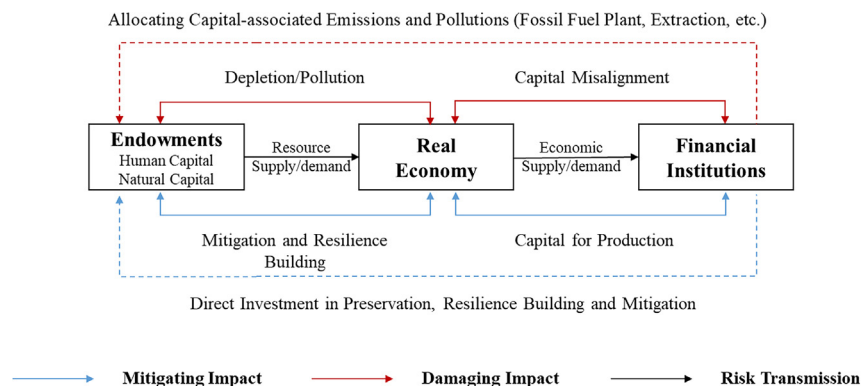 Allocating Capital-associated Emissions and Pollutions (Fossil Fuel Plant, Extraction, etc.)
Depletion/Pollution
Capital Misalignment
Endowments
Human Capital
Natural Capital
Resource
Supply/demand
Real
Economy
Economic
Supply/demand
Financial
Institutions
Mitigation and Resilience
Building
Capital for Production
Direct Investment in Preservation, Resilience Building and Mitigation
Mitigating Impact
Damaging Impact
Risk Transmission